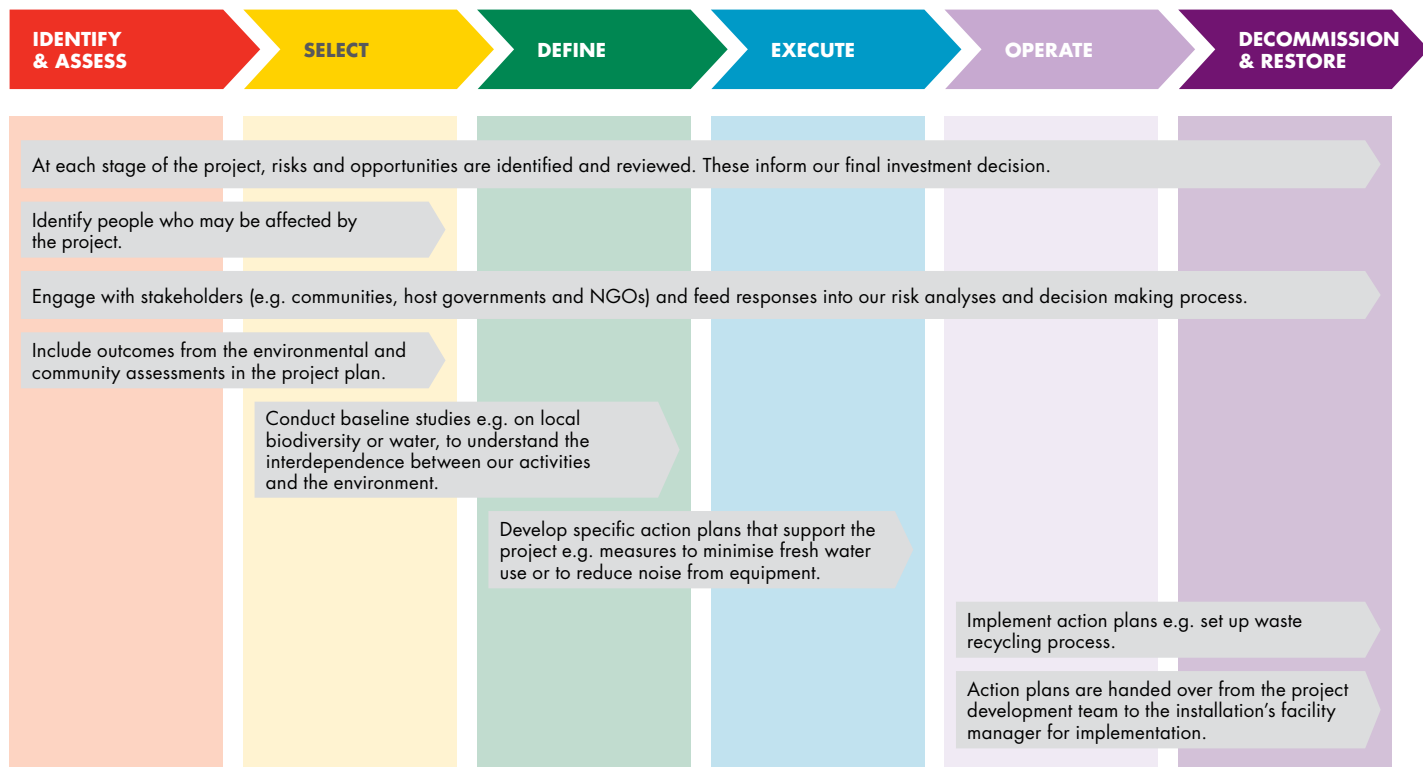 IDENTIFY
& ASSESS
SELECT
DEFINE
EXECUTE
OPERATE
DECOMMISSION
& RESTORE
At each stage of the project, risks and opportunities are identified and reviewed. These inform our final investment decision.
Identify people who may be affected by
the project.
Engage with stakeholders (e.g. communities, host governments and NGOs) and feed responses into our risk analyses and decision making process.
Include outcomes from the environmental and
community assessments in the project plan.
Conduct baseline studies e.g. on local
biodiversity or water, to understand the
interdependence between our activities
and the environment.
Develop specific action plans that support the
project e.g. measures to minimise fresh water
use or to reduce noise from equipment.
Implement action plans e.g. set up waste
recycling process.
Action plans are handed over from the project
development team to the installation’s facility
manager for implementation.